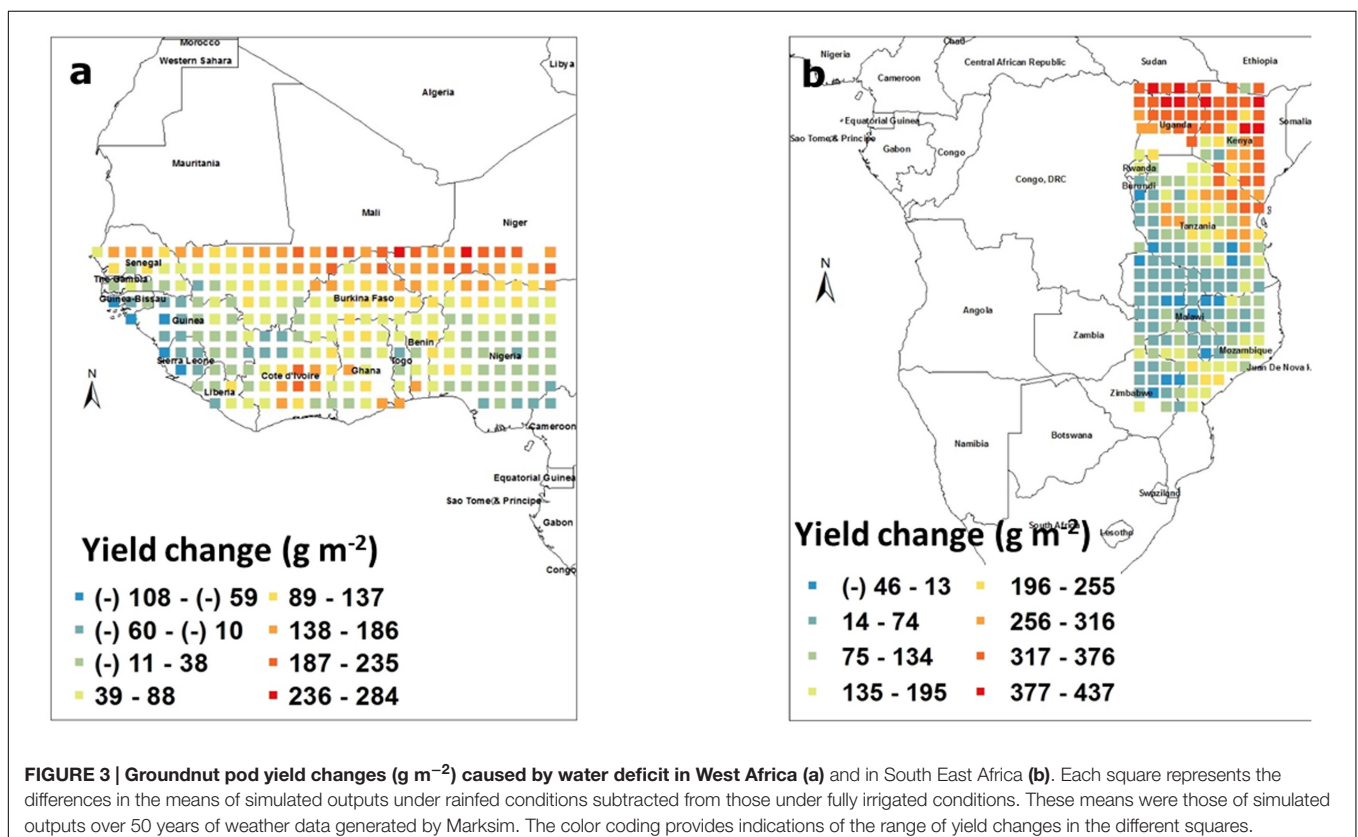 a
Morocco
Western Sahara
Libya
Algeria
Mauritania
Mali
Niger
Senegal
The Gambia
Guinea-Bissau
Burkina Faso
Guinea
Benin
Sierra Leone
Togo
Nigeria
Cote d'Ivoire
Ghana
Liberia
N
Cameroon
Equatorial Guinea
Sao Tome & Principe
Gabon
Congo
Yield change (g m-2)
(-) 108 - (-) 59
89 - 137
(-) 60 - (-) 10
138 - 186
(-) 11 - 38
187 - 235
39 - 88
236 - 284
b
Chad
Nigeria
Central African Republic
Sudan
Ethiopia
Cameroon
Equatorial Guinea
Uganda
Somalia
Sao Tome & Principe
Kenya
Gabon
Congo
Rwanda
Congo, DRC
Burundi
Tanzania
N
Angola
Malawi
Zambia
Mozambique
Juan De Nova I.
Zimbabwe
Namibia
Botswana
Swaziland
South Africa
Lesotho
Yield change (g m-2)
(-) 46 - 13
196 - 255
14 - 74
256 - 316
75 - 134
317 - 376
135 - 195
377 - 437
FIGURE 3 | Groundnut pod yield changes (g m−2) caused by water deficit in West Africa (a) and in South East Africa (b). Each square represents the
differences in the means of simulated outputs under rainfed conditions subtracted from those under fully irrigated conditions. These means were those of simulated
outputs over 50 years of weather data generated by Marksim. The color coding provides indications of the range of yield changes in the different squares.